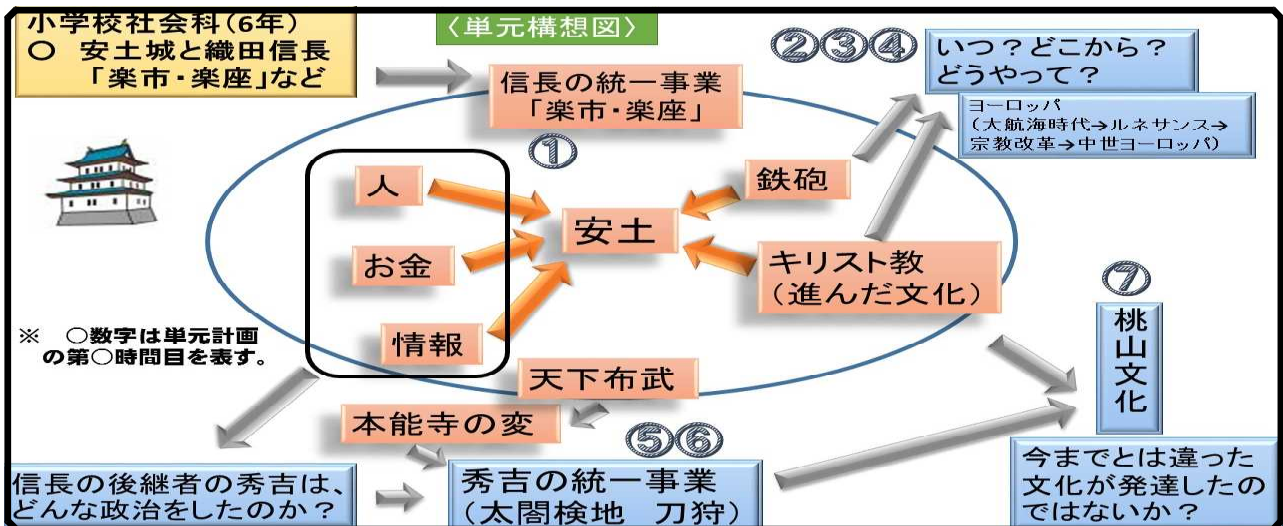 小学校社会科(6年)
○ 安土城と織田信長
「楽市・楽座」など
〈単元構想図〉
信長の統一事業
「楽市・楽座」
①
②③④
いつ?どこから?
どうやって?
ヨーロッパ
(大航海時代→ルネサンス→
宗教改革→中世ヨーロッパ)
人
お金
情報
安土
鉄砲
キリスト教
(進んだ文化)
※ ○数字は単元計画
の第○時間目を表す。
天下布武
本能寺の変
⑤⑥
信長の後継者の秀吉は、
どんな政治をしたのか?
秀吉の統一事業
(太閤検地 刀狩)
⑦
桃山文化
今までとは違った
文化が発達したの
ではないか?